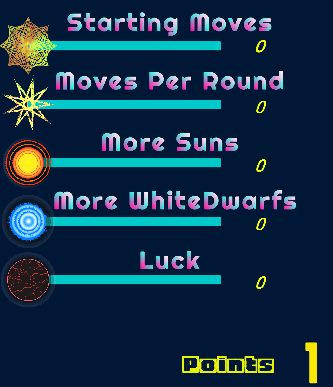 Starting Moves
0
Moves Per Round
0
More Suns
0
More WhiteDwarfs
0
Luck
0
Points 1